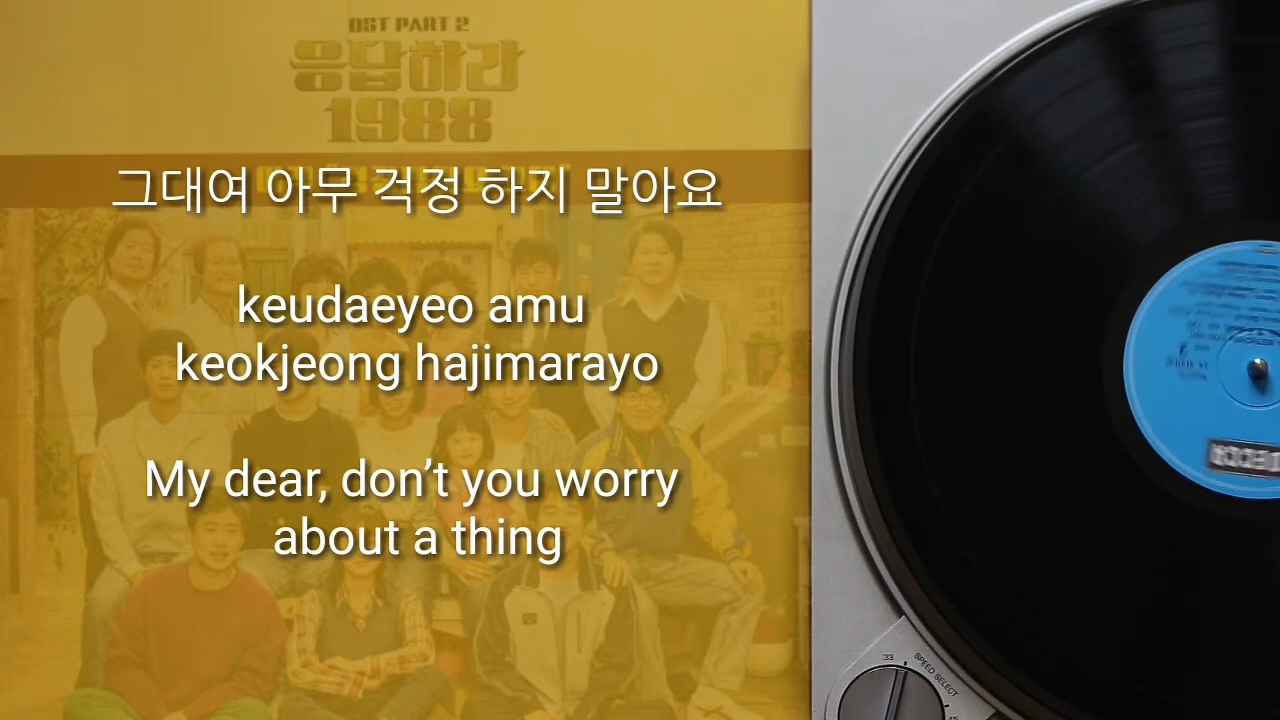 OST PART 2
응답하라
1988
그대여 아무 걱정 하지 말아요
keudaeyeo amu
keokjeong hajimarayo
My dear, don’t you worry
about a thing
33
SPEED SELECT